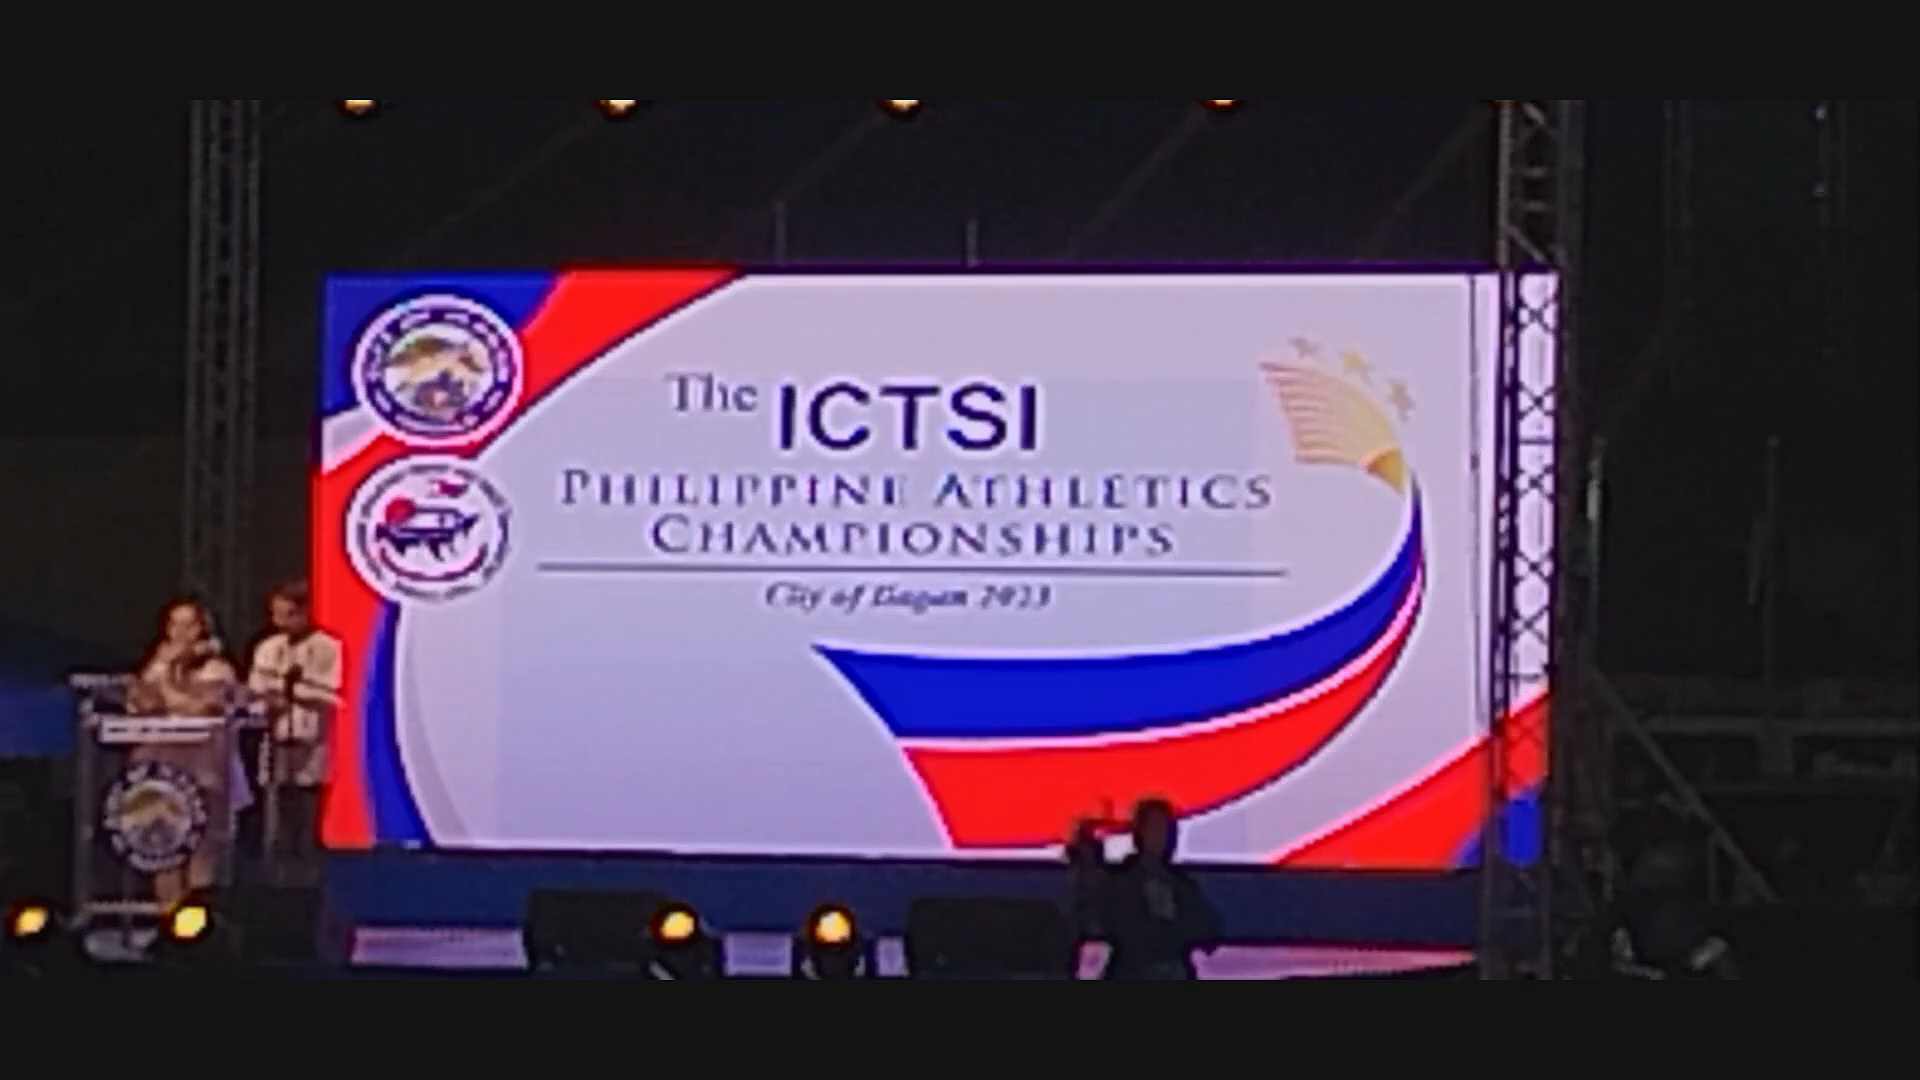 The ICTSI
PHILIPPINE ATHLETICS
CHAMPIONSHIPS
City of Ilagan 2023